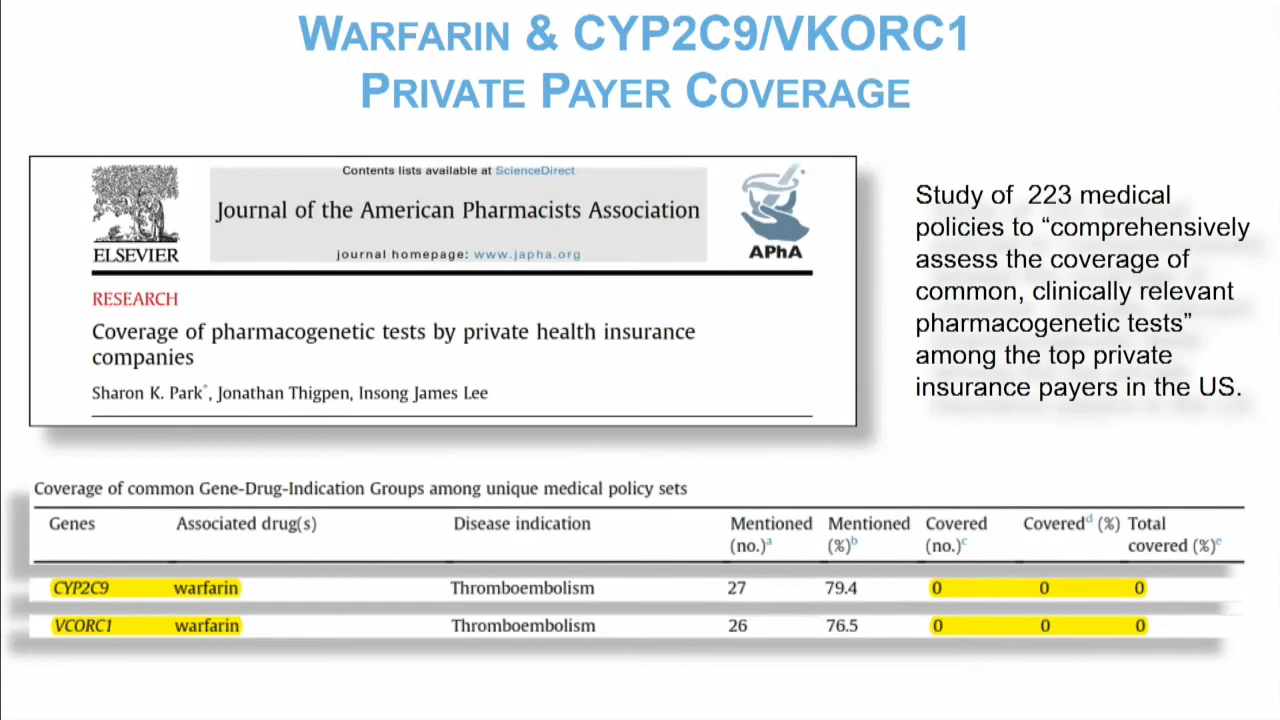 WARFARIN & CYP2C9/VKORC1
PRIVATE PAYER COVERAGE
Contents lists available at ScienceDirect
Journal of the American Pharmacists Association
journal homepage: www.japha.org
ELSEVIER
APhA
RESEARCH
Coverage of pharmacogenetic tests by private health insurance
companies
Sharon K. Park*, Jonathan Thigpen, Insong James Lee
Study of 223 medical
policies to “comprehensively
assess the coverage of
common, clinically relevant
pharmacogenetic tests”
among the top private
insurance payers in the US.
Coverage of common Gene-Drug-Indication Groups among unique medical policy sets
Genes Associated drug(s) Disease indication Mentioned (no.)a Mentioned (%)b Covered (no.)c Coveredd (%) Total covered (%)e
CYP2C9 warfarin Thromboembolism 27 79.4 0 0 0
VCORC1 warfarin Thromboembolism 26 76.5 0 0 0